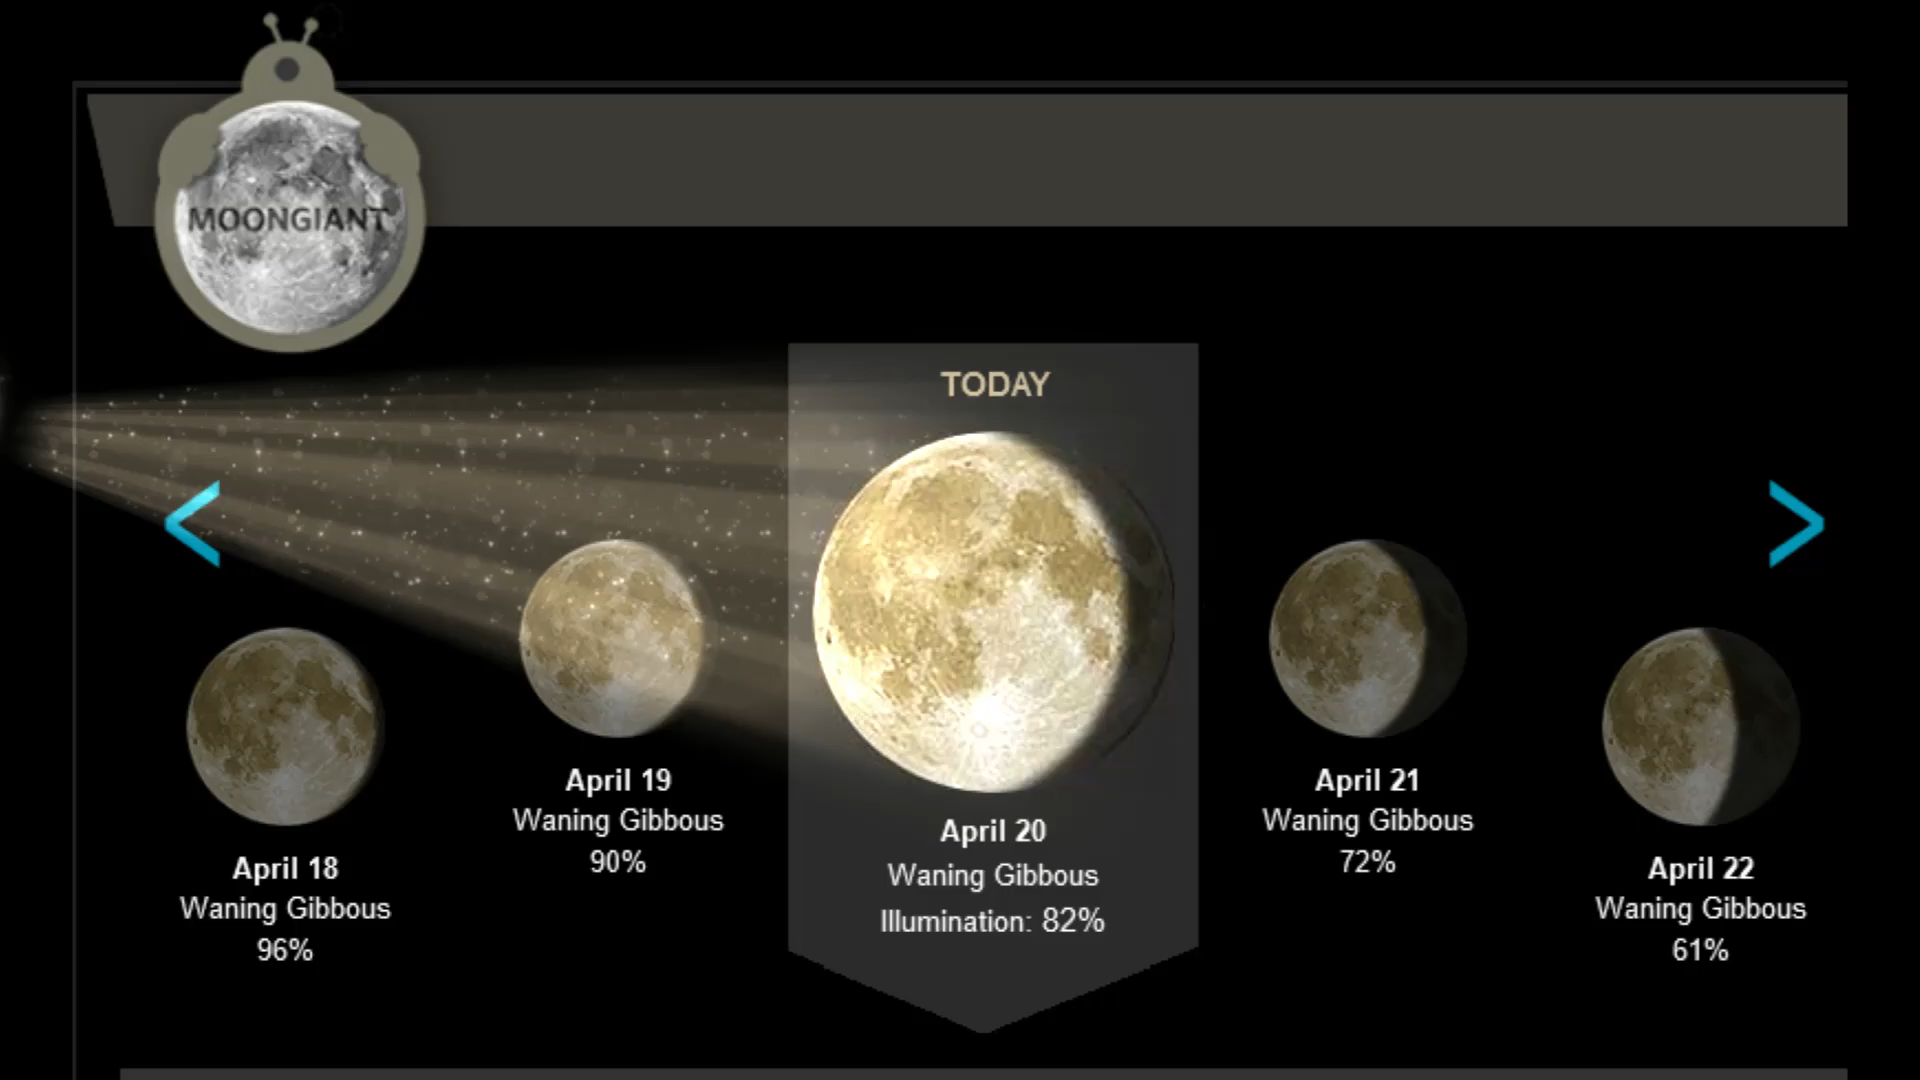 MOONGIANT
TODAY
April 18
Waning Gibbous
96%
April 19
Waning Gibbous
90%
April 20
Waning Gibbous
Illumination: 82%
April 21
Waning Gibbous
72%
April 22
Waning Gibbous
61%